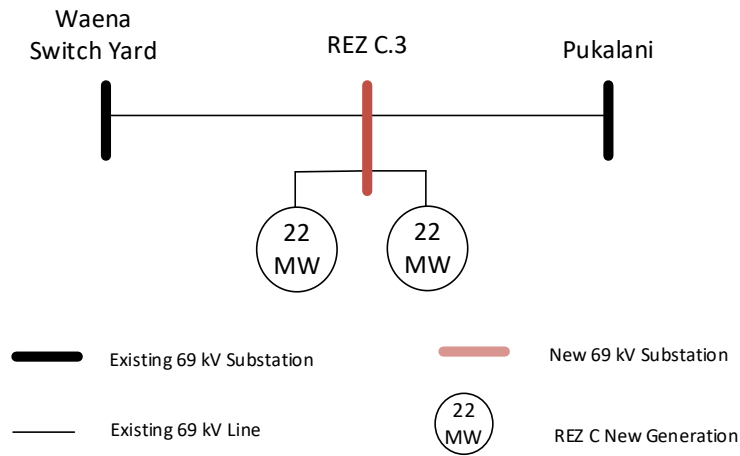 Waena
Switch Yard
REZ C.3
Pukalani
22
MW
22
MW
Existing 69 kV Substation
New 69 kV Substation
Existing 69 kV Line
22
MW
REZ C New Generation